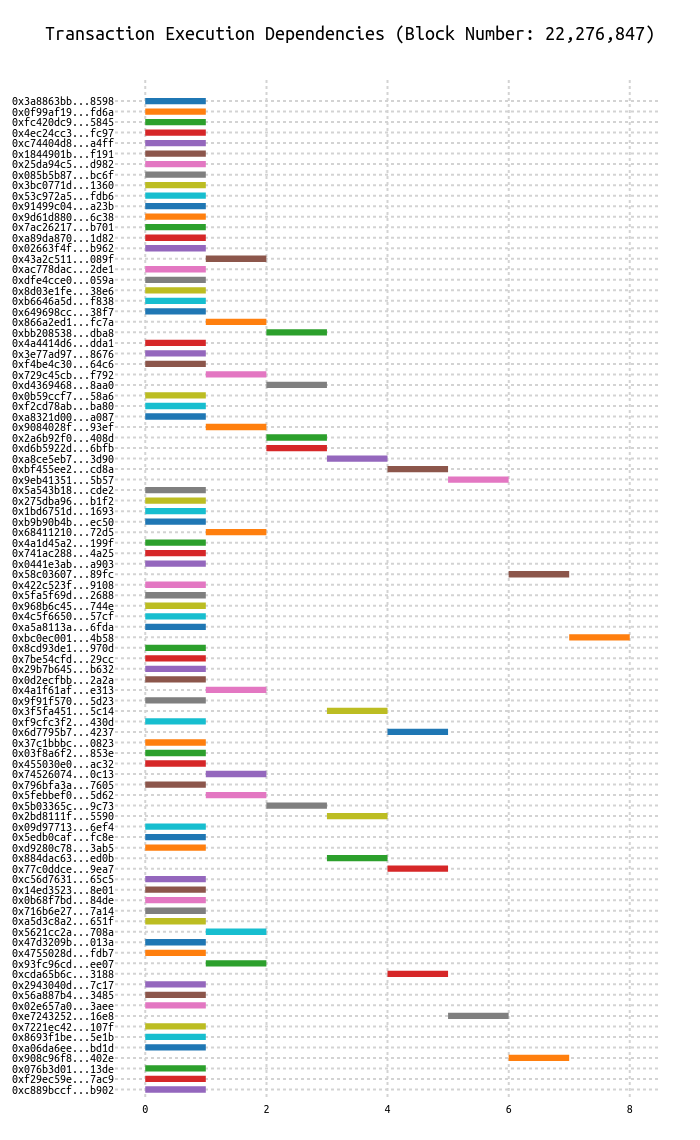 Transaction Execution Dependencies (Block Number: 22,276,847)
0x3a8863bb...8598
0x0f99af19...fd6a
0xfc420dc9...5845
0x4ec24cc3...fc97
0xc74404d8...a4ff
0x1844901b...f191
0x25da94c5...d982
0x085b5b87...bc6f
0x3bc0771d...1360
0x53c972a5...fdb6
0x91499c04...a23b
0x9d61d880...6c38
0x7ac26217...b701
0xa89da870...1d82
0x02663f4f...b962
0x43a2c511...089f
0xac778dac...2de1
0xdfe4cce0...059a
0x8d03e1fe...38e6
0xb6646a5d...f838
0x649698cc...38f7
0x866a2ed1...fc7a
0xbb208538...dba8
0x4a4414d6...dda1
0x3e77ad97...8676
0xf4be4c30...64c6
0x729c45cb...f792
0xd4369468...8aa0
0x0b59ccf7...58a6
0xf2cd78ab...ba80
0xa8321d00...a087
0x9084028f...93ef
0x2a6b92f0...408d
0xd6b5922d...6bfb
0xa8ce5eb7...3d90
0xbf455ee2...cd8a
0x9eb41351...5b57
0x5a543b18...cde2
0x275dba96...b1f2
0x1bd6751d...1693
0xb9b90b4b...ec50
0x68411210...72d5
0x4a1d45a2...199f
0x741ac288...4a25
0x0441e3ab...a903
0x58c03607...89fc
0x422c523f...9108
0x5fa5f69d...2688
0x968b6c45...744e
0x4c5f6650...57cf
0xa5a8113a...6fda
0xbc0ec001...4b58
0x8cd93de1...970d
0x7be54cfd...29cc
0x29b7b645...b632
0x0d2ecfbb...2a2a
0x4a1f61af...e313
0x9f91f570...5d23
0x3f5fa451...5c14
0xf9cfc3f2...430d
0x6d7795b7...4237
0x37c1bbbc...0823
0x03f8a6f2...853e
0x455030e0...ac32
0x74526074...0c13
0x796bfa3a...7605
0x5febbef0...5d62
0x5b03365c...9c73
0x2bd8111f...5590
0x09d97713...6ef4
0x5edb0caf...fc8e
0xd9280c78...3ab5
0x884dac63...ed0b
0x77c0ddce...9ea7
0xc56d7631...65c5
0x14ed3523...8e01
0x0b68f7bd...84de
0x716b6e27...7a14
0xa5d3c8a2...651f
0x5621cc2a...708a
0x47d3209b...013a
0x4755028d...fdb7
0x93fc96cd...ee07
0xcda65b6c...3188
0x2943040d...7c17
0x56a887b4...3485
0x02e657a0...3aee
0xe7243252...16e8
0x7221ec42...107f
0x8693f1be...5e1b
0xa06da6ee...bd1d
0x908c96f8...402e
0x076b3d01...13de
0xf29ec59e...7ac9
0xc889bccf...b902
0 2 4 6 8